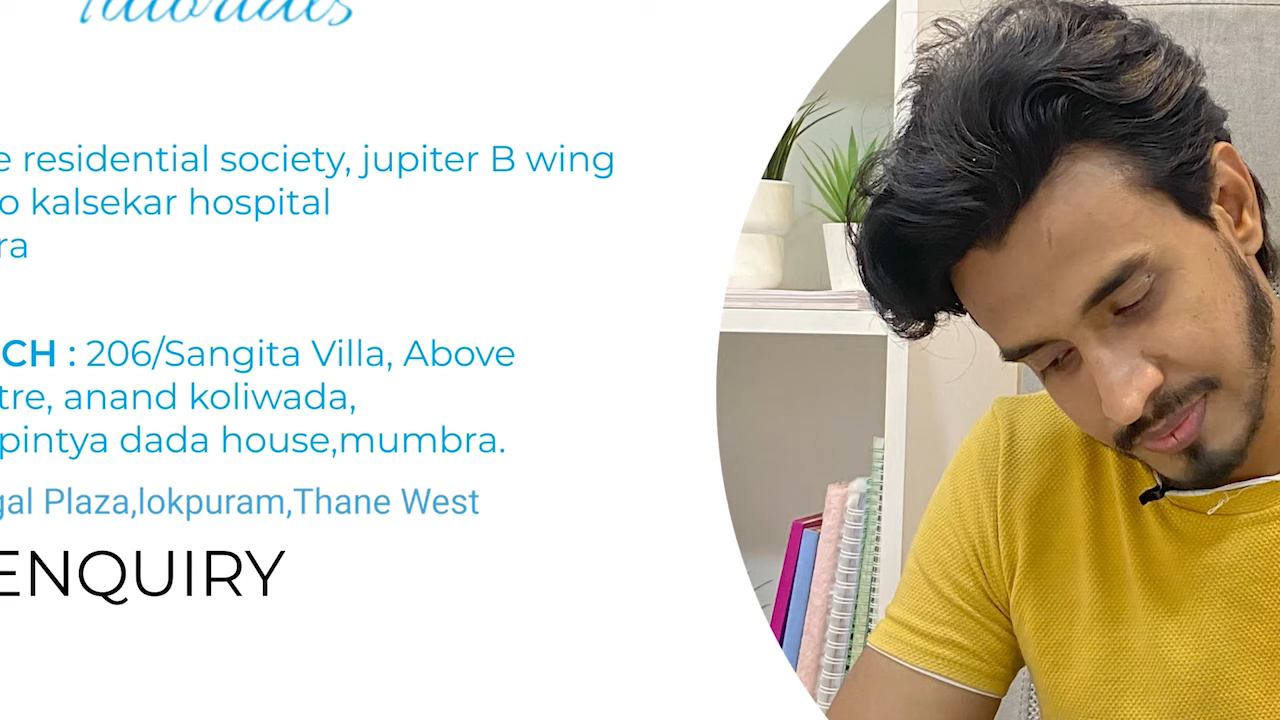 Tutorials
e residential society, jupiter B wing
o kalsekar hospital
ra
CH : 206/Sangita Villa, Above
tre, anand koliwada,
pintya dada house,mumbra.
gal Plaza,lokpuram,Thane West
ENQUIRY